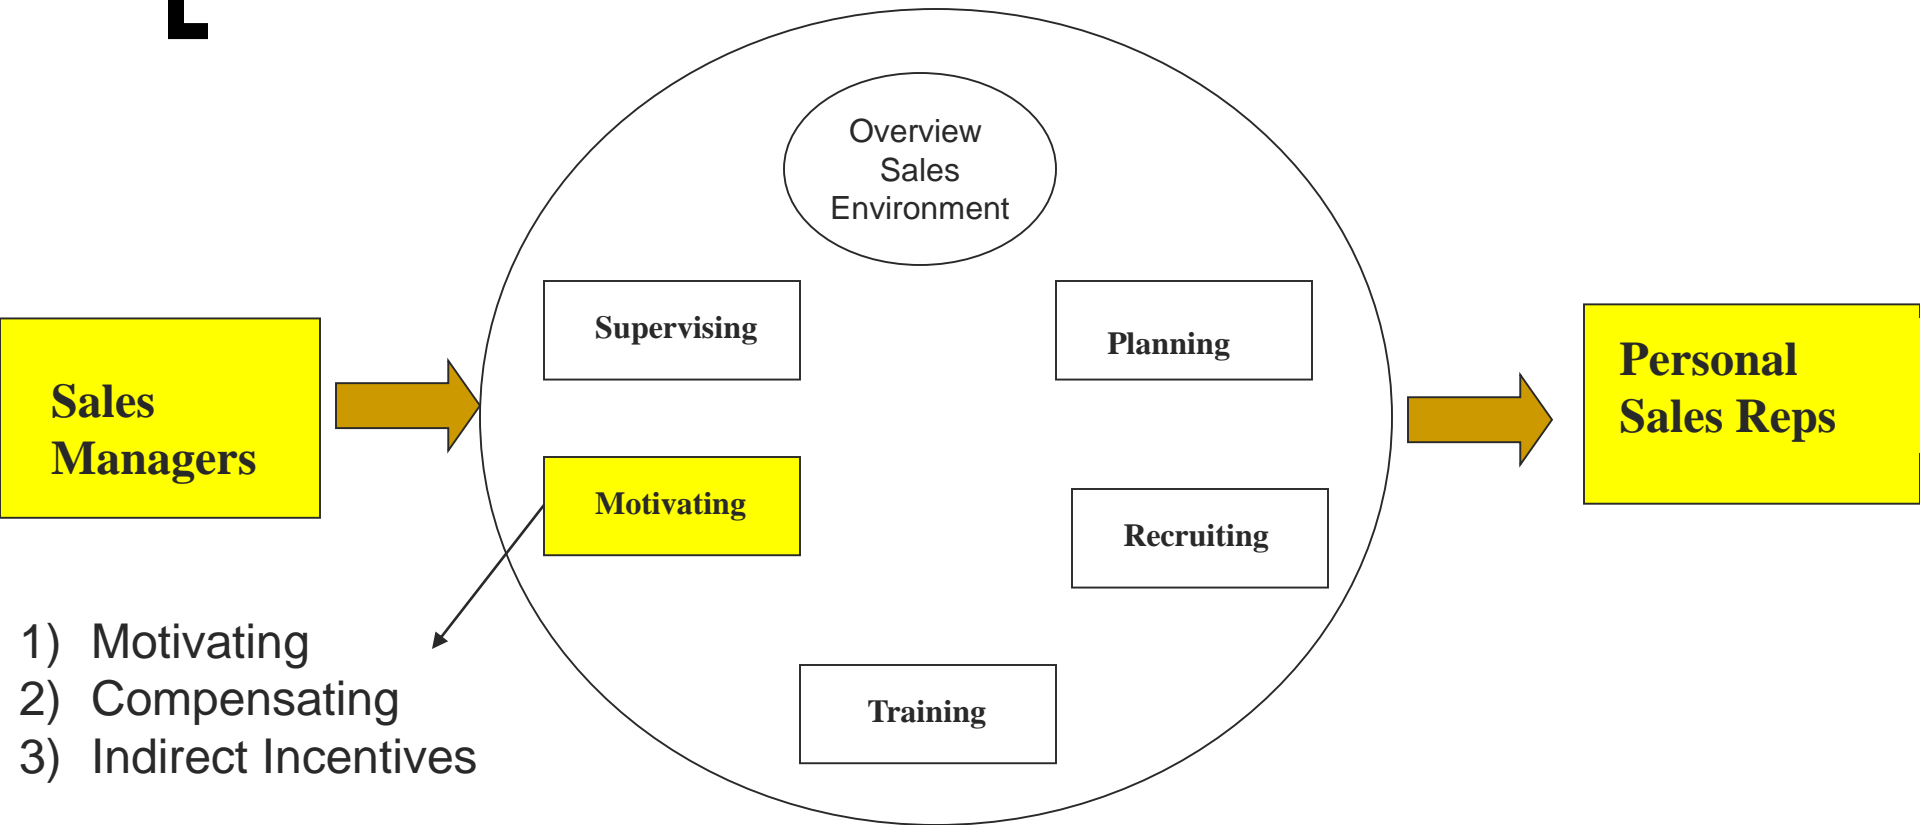 Overview
Sales
Environment
Supervising
Planning
Sales
Managers
Personal
Sales Reps
Motivating
Recruiting
1) Motivating
2) Compensating
3) Indirect Incentives
Training